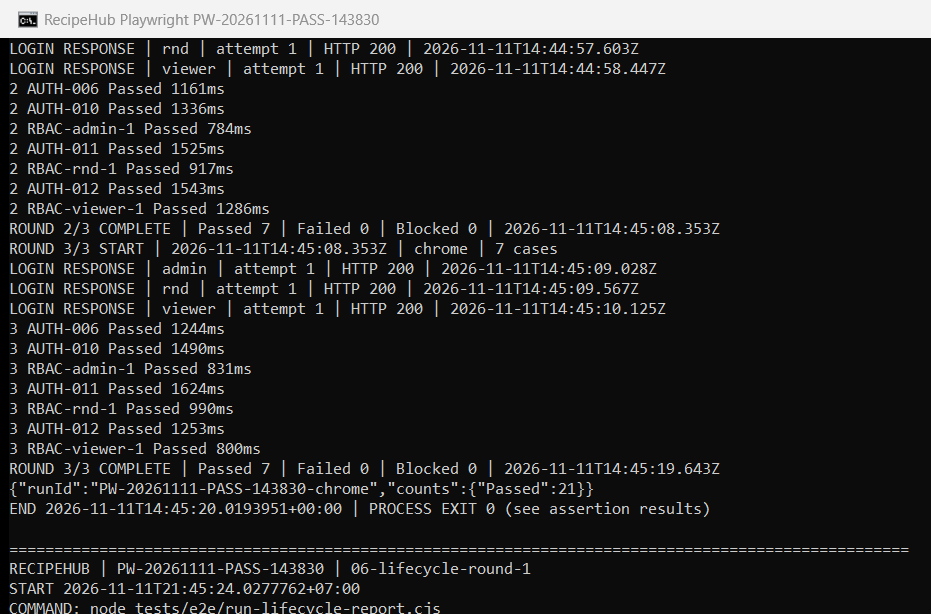 RecipeHub Playwright PW-20261111-PASS-143830
LOGIN RESPONSE | rnd | attempt 1 | HTTP 200 | 2026-11-11T14:44:57.603Z
LOGIN RESPONSE | viewer | attempt 1 | HTTP 200 | 2026-11-11T14:44:58.447Z
2 AUTH-006 Passed 1161ms
2 AUTH-010 Passed 1336ms
2 RBAC-admin-1 Passed 784ms
2 AUTH-011 Passed 1525ms
2 RBAC-rnd-1 Passed 917ms
2 AUTH-012 Passed 1543ms
2 RBAC-viewer-1 Passed 1286ms
ROUND 2/3 COMPLETE | Passed 7 | Failed 0 | Blocked 0 | 2026-11-11T14:45:08.353Z
ROUND 3/3 START | 2026-11-11T14:45:08.353Z | chrome | 7 cases
LOGIN RESPONSE | admin | attempt 1 | HTTP 200 | 2026-11-11T14:45:09.028Z
LOGIN RESPONSE | rnd | attempt 1 | HTTP 200 | 2026-11-11T14:45:09.567Z
LOGIN RESPONSE | viewer | attempt 1 | HTTP 200 | 2026-11-11T14:45:10.125Z
3 AUTH-006 Passed 1244ms
3 AUTH-010 Passed 1490ms
3 RBAC-admin-1 Passed 831ms
3 AUTH-011 Passed 1624ms
3 RBAC-rnd-1 Passed 990ms
3 AUTH-012 Passed 1253ms
3 RBAC-viewer-1 Passed 800ms
ROUND 3/3 COMPLETE | Passed 7 | Failed 0 | Blocked 0 | 2026-11-11T14:45:19.643Z
{"runId":"PW-20261111-PASS-143830-chrome","counts":{"Passed":21}}
END 2026-11-11T14:45:20.0193951+00:00 | PROCESS EXIT 0 (see assertion results)
====================================================================================================
RECIPEHUB | PW-20261111-PASS-143830 | 06-lifecycle-round-1
START 2026-11-11T21:45:24.0277762+07:00
COMMAND: node tests/e2e/run-lifecycle-report.cjs